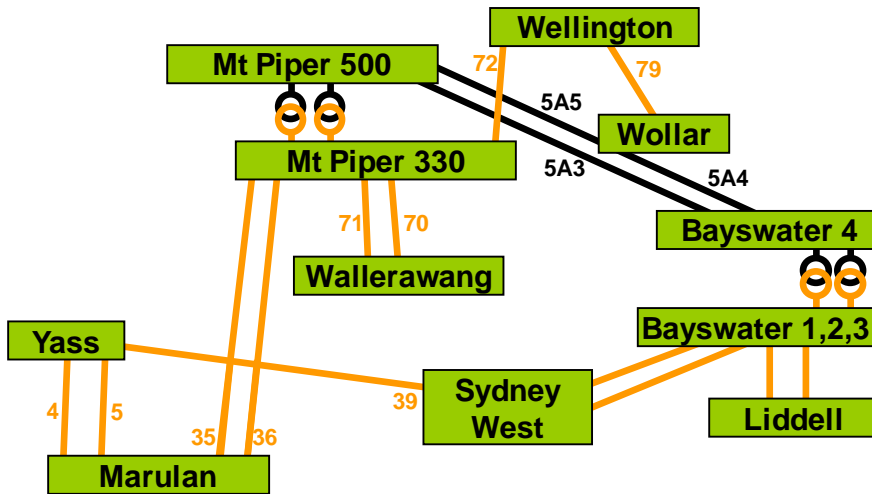 Wellington
Mt Piper 500
72
79
5A5
Wollar
Mt Piper 330
5A3
5A4
71
70
Bayswater 4
Wallerawang
Bayswater 1,2,3
Yass
39
Sydney
West
Liddell
4
5
35
36
Marulan